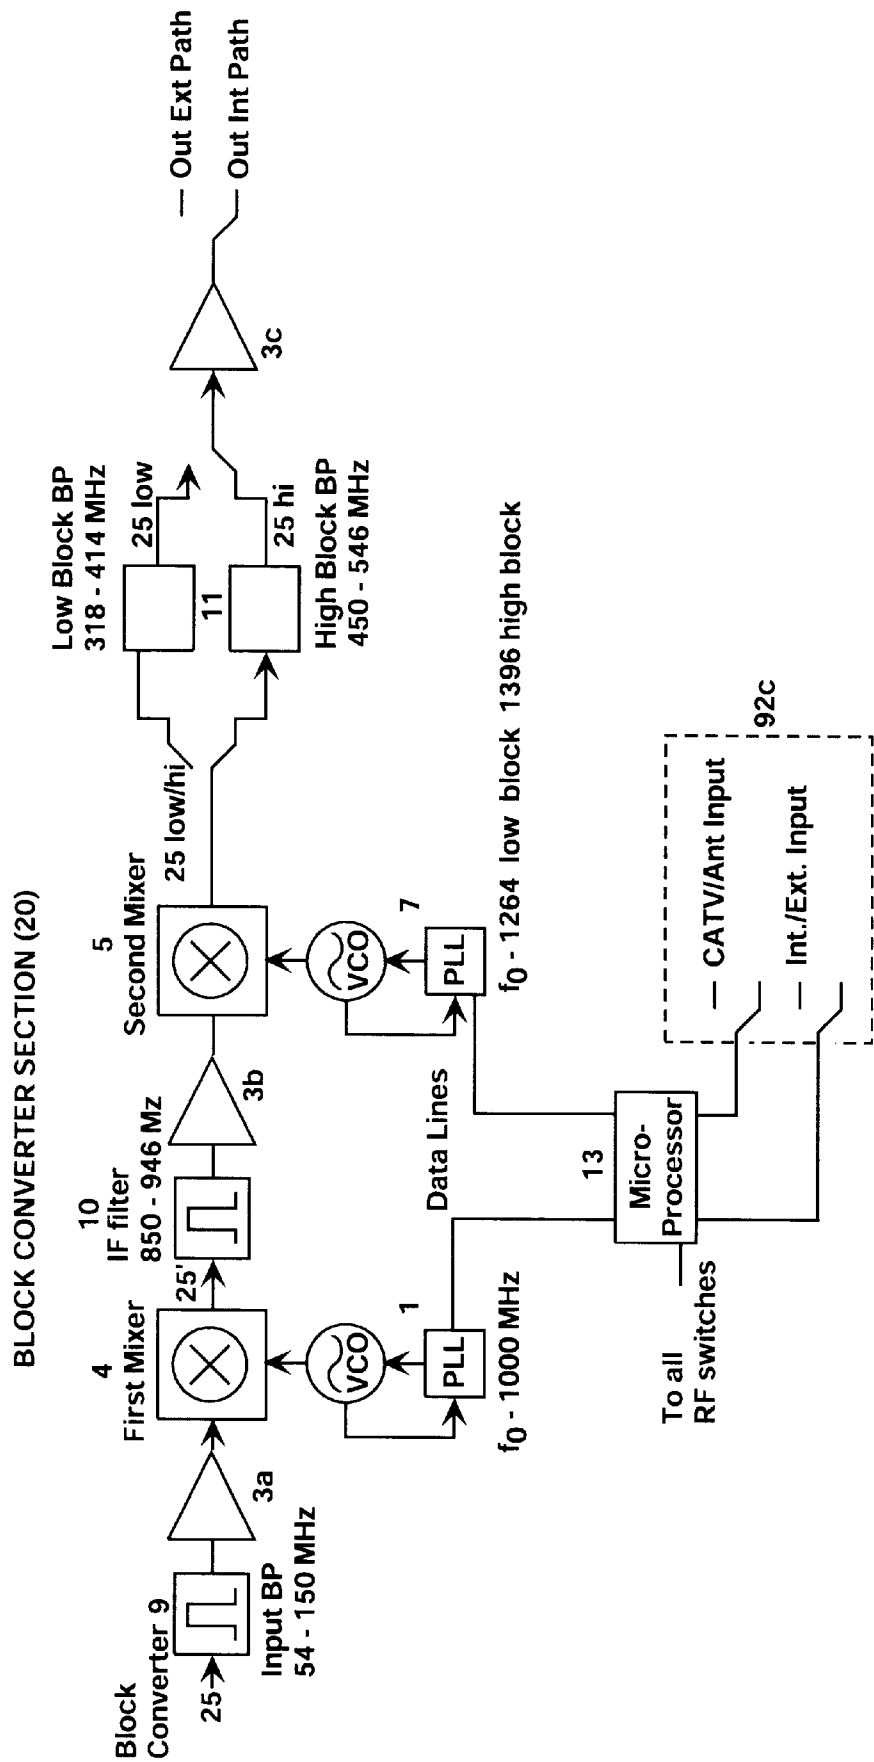 BLOCK CONVERTER SECTION (20)
Block
Converter 9
25
Input BP
54 - 150 MHz
3a
4
First Mixer
25'
10
IF filter
850 - 946 Mz
3b
5
Second Mixer
25 low/hi
Low Block BP
318 - 414 MHz
25 low
11
25 hi
High Block BP
450 - 546 MHz
3c
Out Ext Path
Out Int Path
VCO
1
PLL
f0 - 1000 MHz
VCO
7
PLL
f0 - 1264 low block 1396 high block
Data Lines
13
Micro-
Processor
To all
RF switches
CATV/Ant Input
Int./Ext. Input
92c